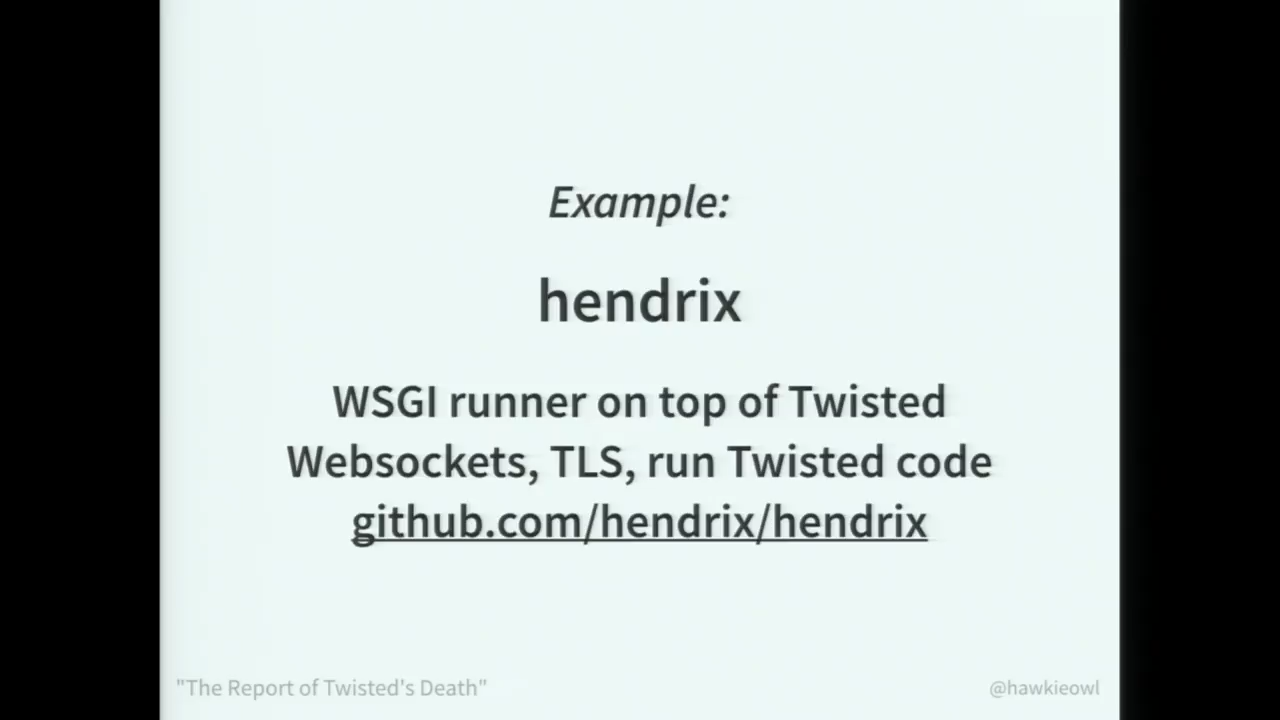 Example:
hendrix
WSGI runner on top of Twisted
Websockets, TLS, run Twisted code
github.com/hendrix/hendrix
"The Report of Twisted's Death"
@hawkieowl